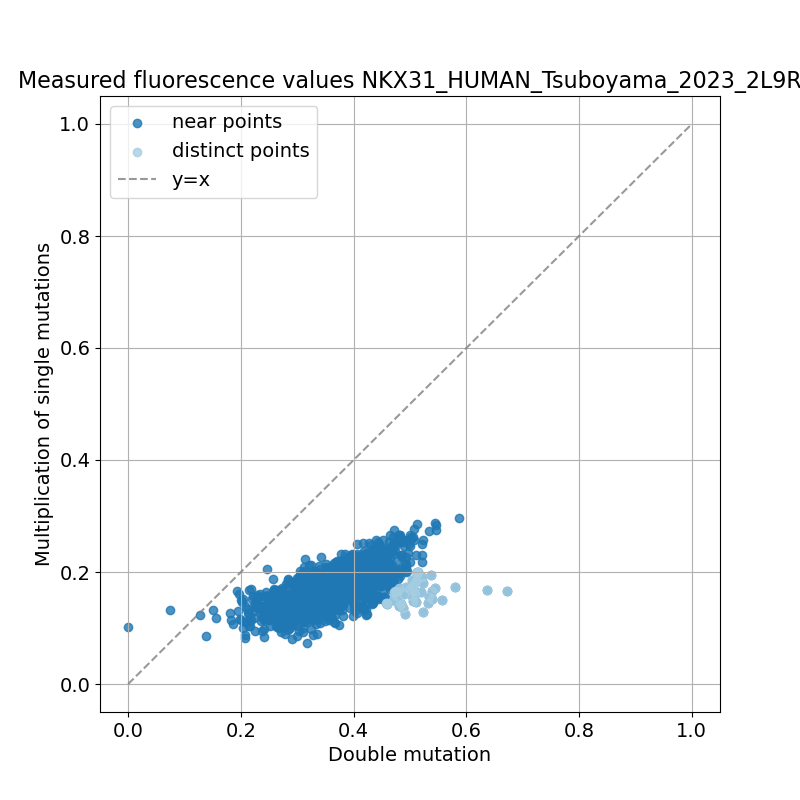 Measured fluorescence values NKX31_HUMAN_Tsuboyama_2023_2L9R
near points
distinct points
y=x
1.0
0.8
0.6
0.4
0.2
0.0
Multiplication of single mutations
0.0 0.2 0.4 0.6 0.8 1.0
Double mutation